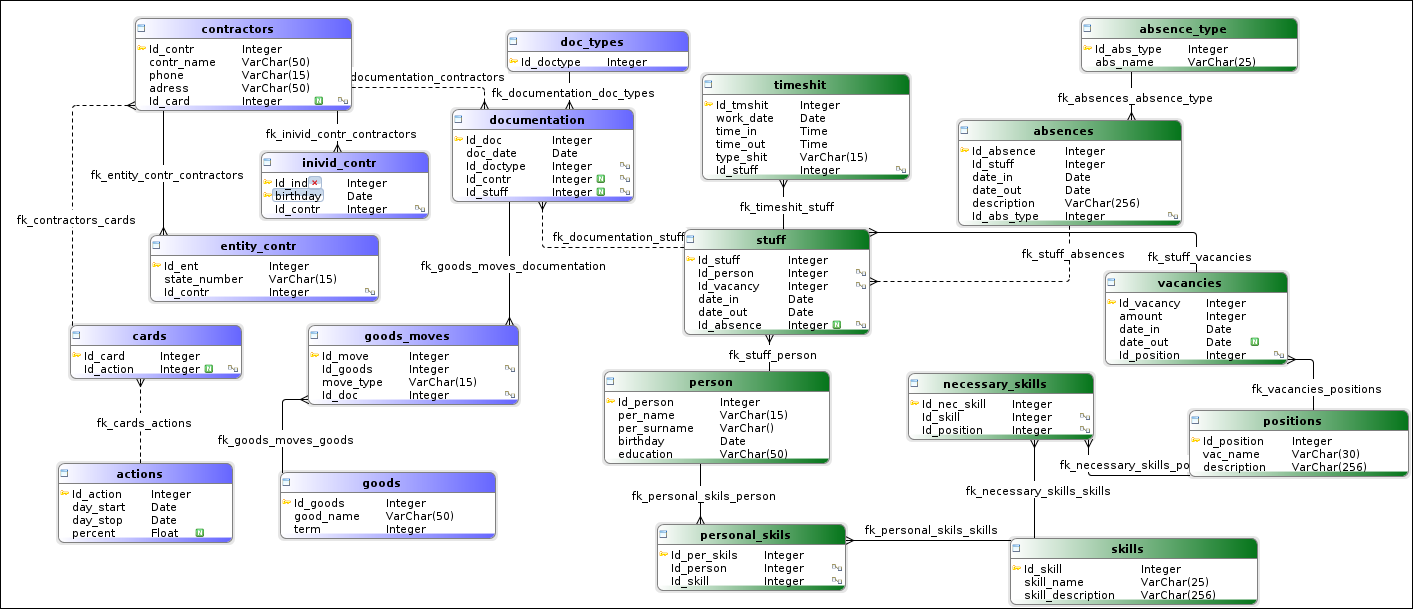 contractors
Id_contr Integer
contr_name VarChar(50)
phone VarChar(15)
adress VarChar(50)
Id_card Integer N
doc_types
Id_doctype Integer
absence_type
Id_abs_type Integer
abs_name VarChar(25)
documentation_contractors
fk_documentation_doc_types
fk_absences_absence_type
timeshit
Id_tmshit Integer
work_date Date
time_in Time
time_out Time
type_shit VarChar(15)
Id_stuff Integer
documentation
Id_doc Integer
doc_date Date
Id_doctype Integer
Id_contr Integer N
Id_stuff Integer N
absences
Id_absence Integer
Id_stuff Integer
date_in Date
date_out Date
description VarChar(256)
Id_abs_type Integer
fk_inivid_contr_contractors
inivid_contr
Id_ind Integer
birthday Date
Id_contr Integer
fk_entity_contr_contractors
fk_contractors_cards
fk_timeshit_stuff
fk_documentation_stuff
fk_stuff_absences
fk_stuff_vacancies
entity_contr
Id_ent Integer
state_number VarChar(15)
Id_contr Integer
fk_goods_moves_documentation
stuff
Id_stuff Integer
Id_person Integer
Id_vacancy Integer
date_in Date
date_out Date
Id_absence Integer N
vacancies
Id_vacancy Integer
amount Integer
date_in Date
date_out Date N
Id_position Integer
cards
Id_card Integer
Id_action Integer N
goods_moves
Id_move Integer
Id_goods Integer
move_type VarChar(15)
Id_doc Integer
fk_stuff_person
person
Id_person Integer
per_name VarChar(15)
per_surname VarChar()
birthday Date
education VarChar(50)
necessary_skills
Id_nec_skill Integer
Id_skill Integer
Id_position Integer
fk_vacancies_positions
positions
Id_position Integer
vac_name VarChar(30)
description VarChar(256)
fk_cards_actions
fk_goods_moves_goods
fk_necessary_skills_po
actions
Id_action Integer
day_start Date
day_stop Date
percent Float N
goods
Id_goods Integer
good_name VarChar(50)
term Integer
fk_personal_skils_person
fk_necessary_skills_skills
personal_skils
Id_per_skils Integer
Id_person Integer
Id_skill Integer
fk_personal_skils_skills
skills
Id_skill Integer
skill_name VarChar(25)
skill_description VarChar(256)